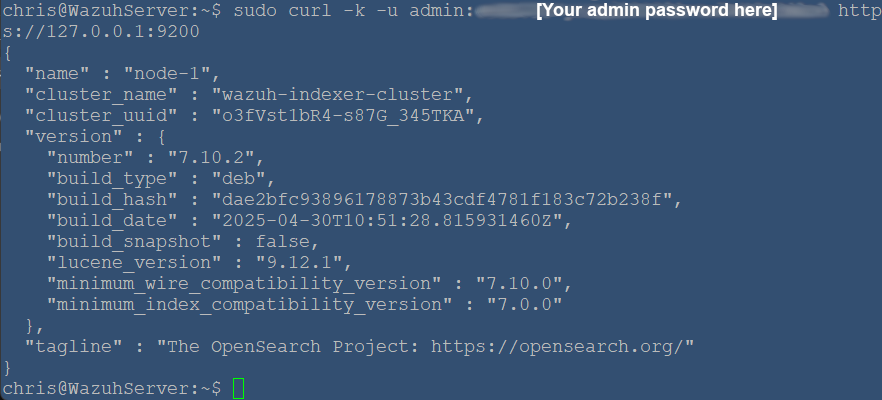 chris@WazuhServer:~$ sudo curl -k -u admin: [Your admin password here] http
s://127.0.0.1:9200
{
  "name" : "node-1",
  "cluster_name" : "wazuh-indexer-cluster",
  "cluster_uuid" : "o3fVst1bR4-s87G_345TKA",
  "version" : {
    "number" : "7.10.2",
    "build_type" : "deb",
    "build_hash" : "dae2bfc93896178873b43cdf4781f183c72b238f",
    "build_date" : "2025-04-30T10:51:28.815931460Z",
    "build_snapshot" : false,
    "lucene_version" : "9.12.1",
    "minimum_wire_compatibility_version" : "7.10.0",
    "minimum_index_compatibility_version" : "7.0.0"
  },
  "tagline" : "The OpenSearch Project: https://opensearch.org/"
}
chris@WazuhServer:~$